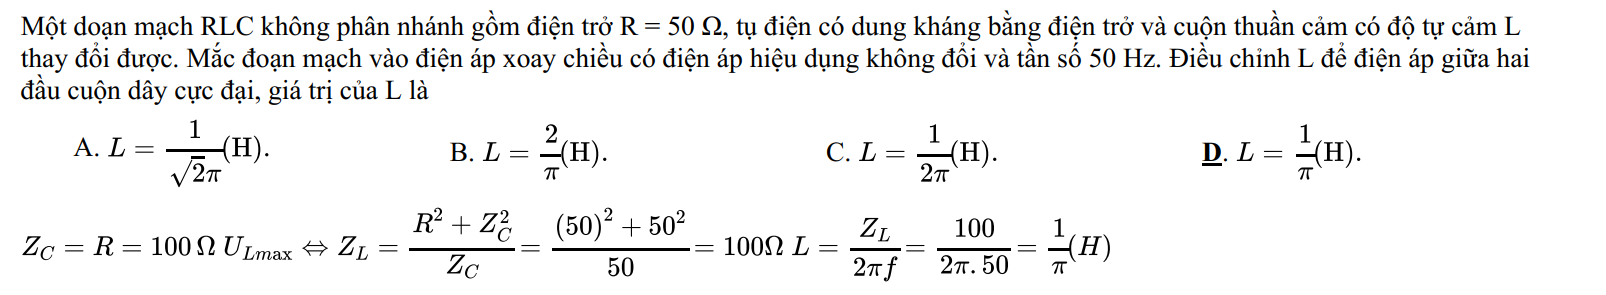 Một đoạn mạch RLC không phân nhánh gồm điện trở R = 50 Ω, tụ điện có dung kháng bằng điện trở và cuộn thuần cảm có độ tự cảm L
thay đổi được. Mắc đoạn mạch vào điện áp xoay chiều có điện áp hiệu dụng không đổi và tần số 50 Hz. Điều chỉnh L để điện áp giữa hai
đầu cuộn dây cực đại, giá trị của L là
A. $L = \frac{1}{\sqrt{2}\pi}$(H). B. $L = \frac{2}{\pi}$(H). C. $L = \frac{1}{2\pi}$(H). D. $L = \frac{1}{\pi}$(H).
$Z_C = R = 100\,\Omega\ U_{L\text{max}} \Leftrightarrow Z_L = \frac{R^2 + Z_C^2}{Z_C} = \frac{(50)^2 + 50^2}{50} = 100\Omega\ L = \frac{Z_L}{2\pi f} = \frac{100}{2\pi.50} = \frac{1}{\pi}(H)$